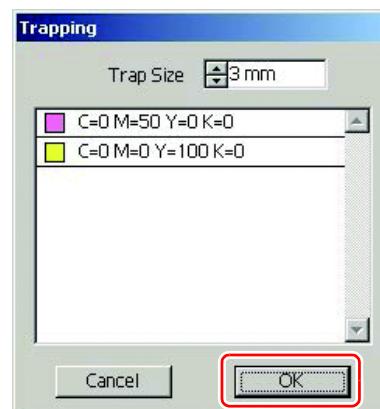 Trapping
Trap Size 3 mm
C=0 M=50 Y=0 K=0
C=0 M=0 Y=100 K=0
Cancel OK